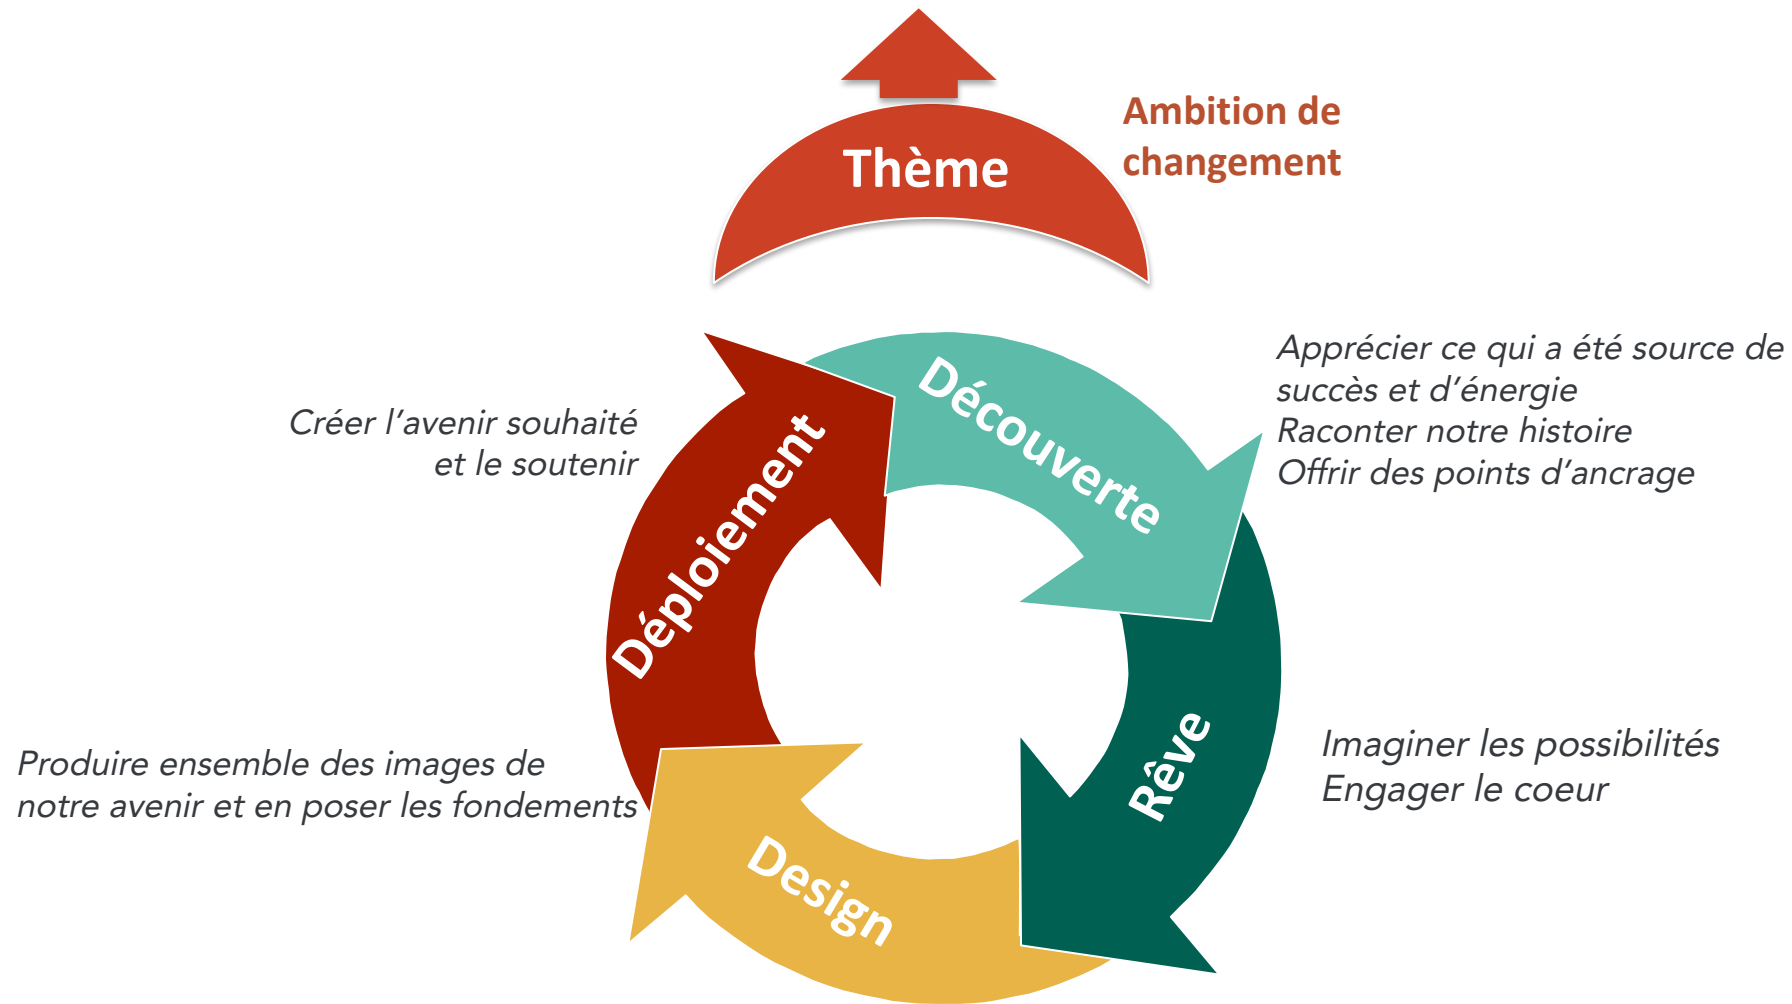 Thème
Ambition de
changement
Découverte
Apprécier ce qui a été source de
succès et d’énergie
Raconter notre histoire
Offrir des points d’ancrage
Rêve
Imaginer les possibilités
Engager le coeur
Design
Produire ensemble des images de
notre avenir et en poser les fondements
Déploiement
Créer l’avenir souhaité
et le soutenir